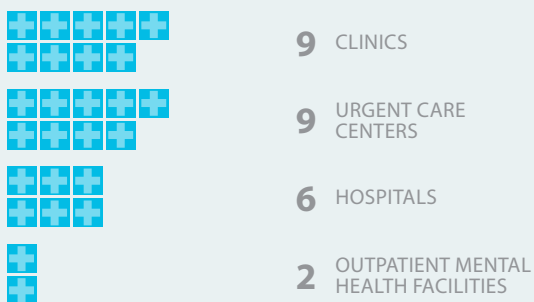 9 CLINICS
9 URGENT CARE
CENTERS
6 HOSPITALS
2 OUTPATIENT MENTAL
HEALTH FACILITIES